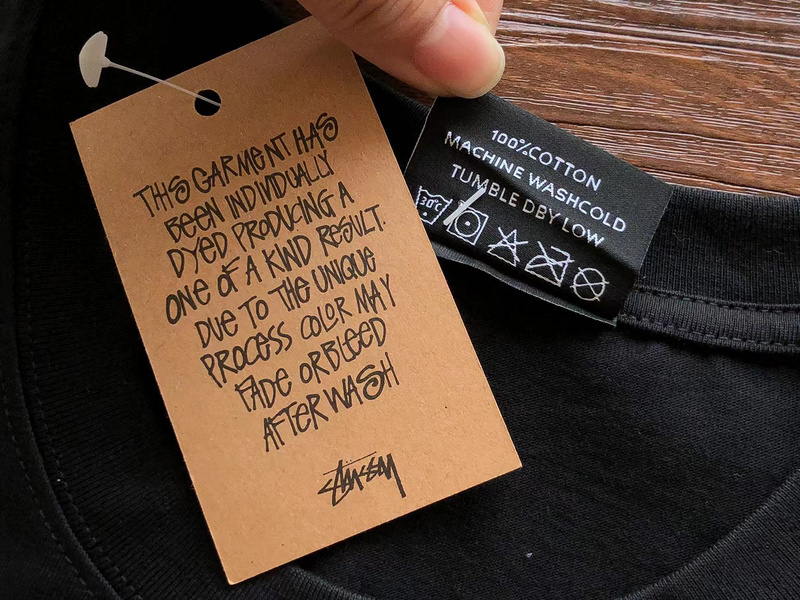 THIS GARMENT HAS
BEEN INDIVIDUALLY
DYED PRODUCING A
ONE OF A KIND RESULT.
DUE TO THE UNIQUE
PROCESS COLOR MAY
FADE OR BLEED
AFTER WASH
STÜSSY
100%COTTON
MACHINE WASHCOLD
TUMBLE DBY LOW
30°C